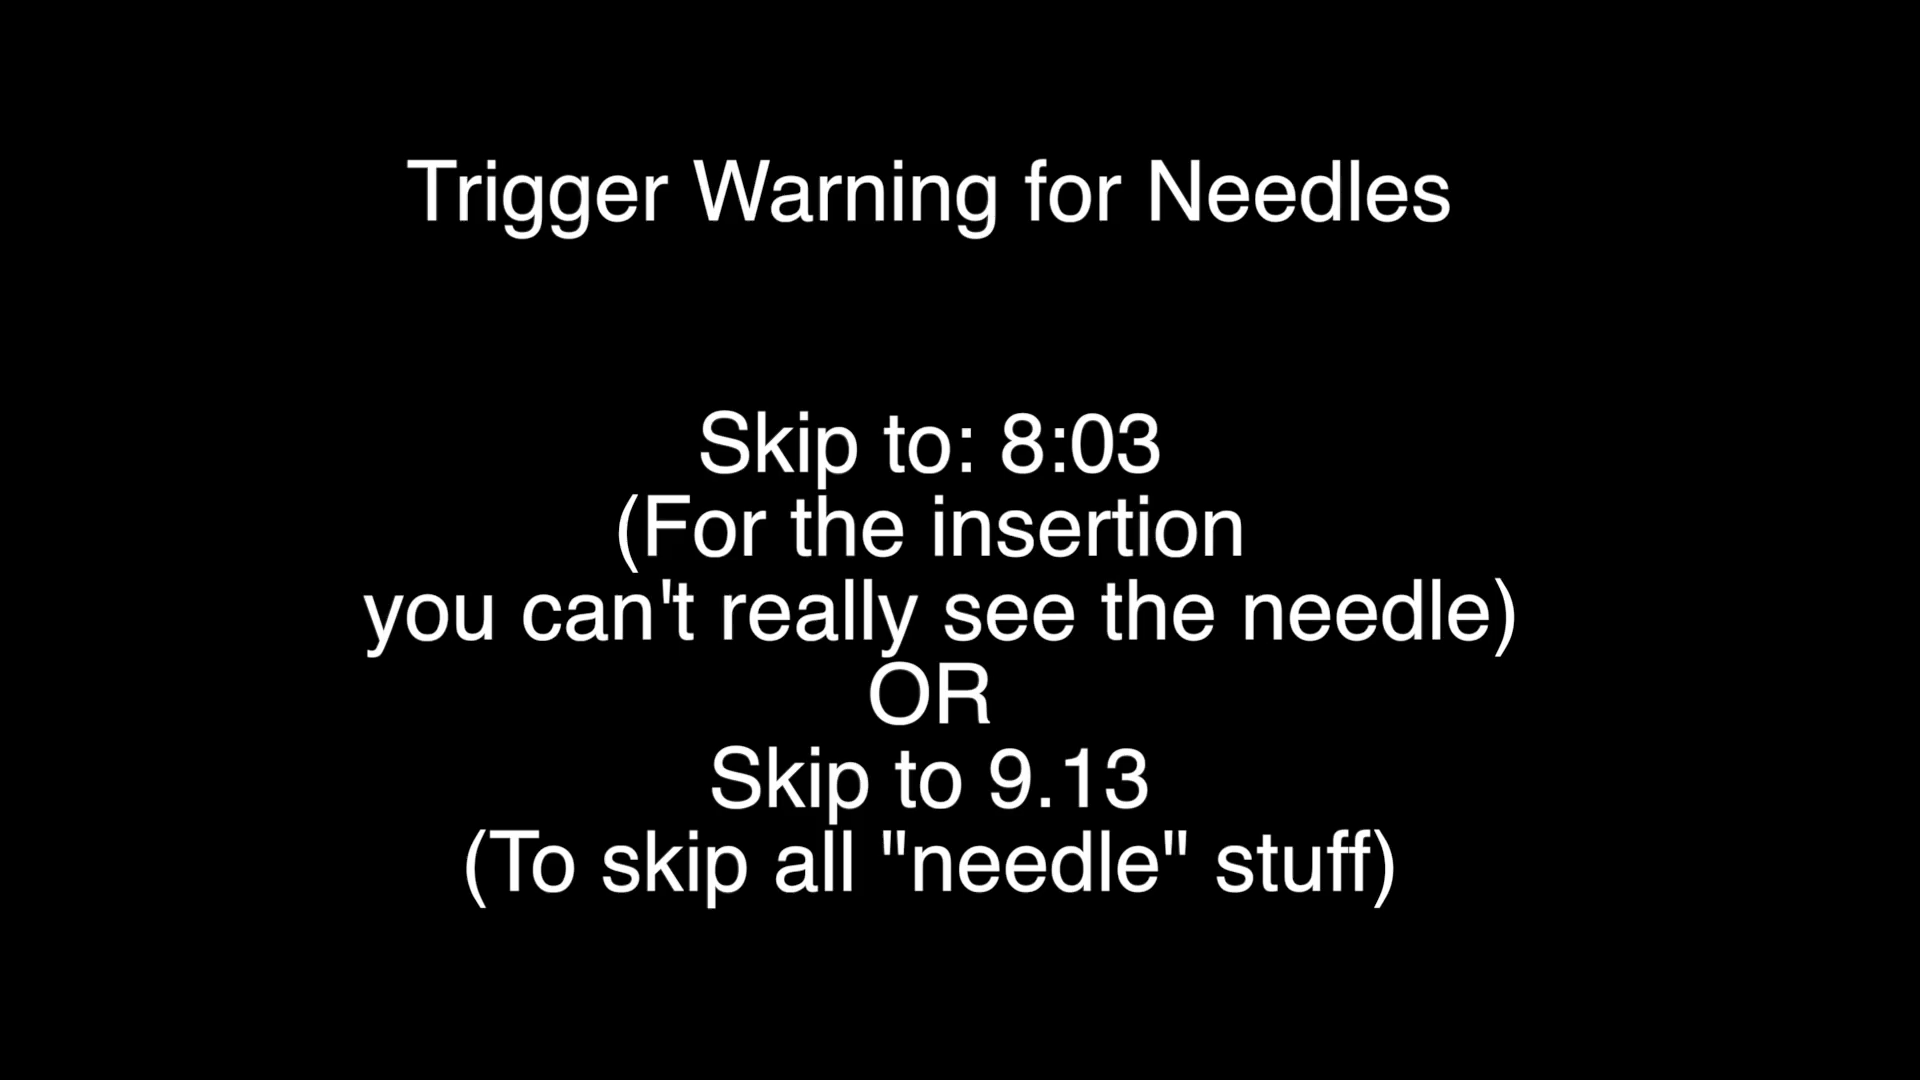 Trigger Warning for Needles
Skip to: 8:03
(For the insertion
you can't really see the needle)
OR
Skip to 9.13
(To skip all "needle" stuff)